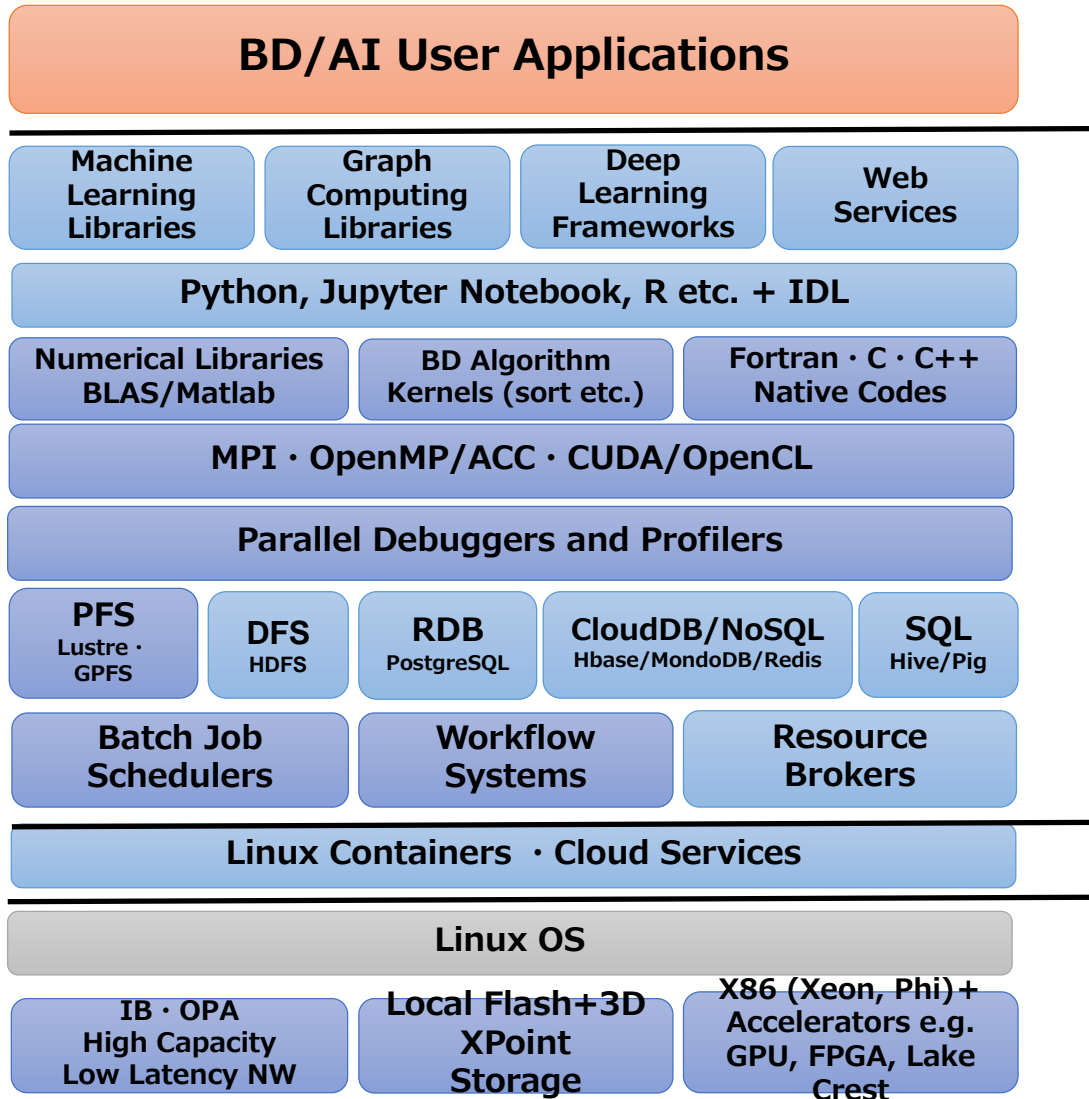 BD/AI User Applications
Machine
Learning
Libraries
Graph
Computing
Libraries
Deep
Learning
Frameworks
Web
Services
Python, Jupyter Notebook, R etc. + IDL
Numerical Libraries
BLAS/Matlab
BD Algorithm
Kernels (sort etc.)
Fortran・C・C++
Native Codes
MPI・OpenMP/ACC・CUDA/OpenCL
Parallel Debuggers and Profilers
PFS
Lustre・
GPFS
DFS
HDFS
RDB
PostgreSQL
CloudDB/NoSQL
Hbase/MondoDB/Redis
SQL
Hive/Pig
Batch Job
Schedulers
Workflow
Systems
Resource
Brokers
Linux Containers ・Cloud Services
Linux OS
IB・OPA
High Capacity
Low Latency NW
Local Flash+3D
XPoint
Storage
X86 (Xeon, Phi)+
Accelerators e.g.
GPU, FPGA, Lake
Crest